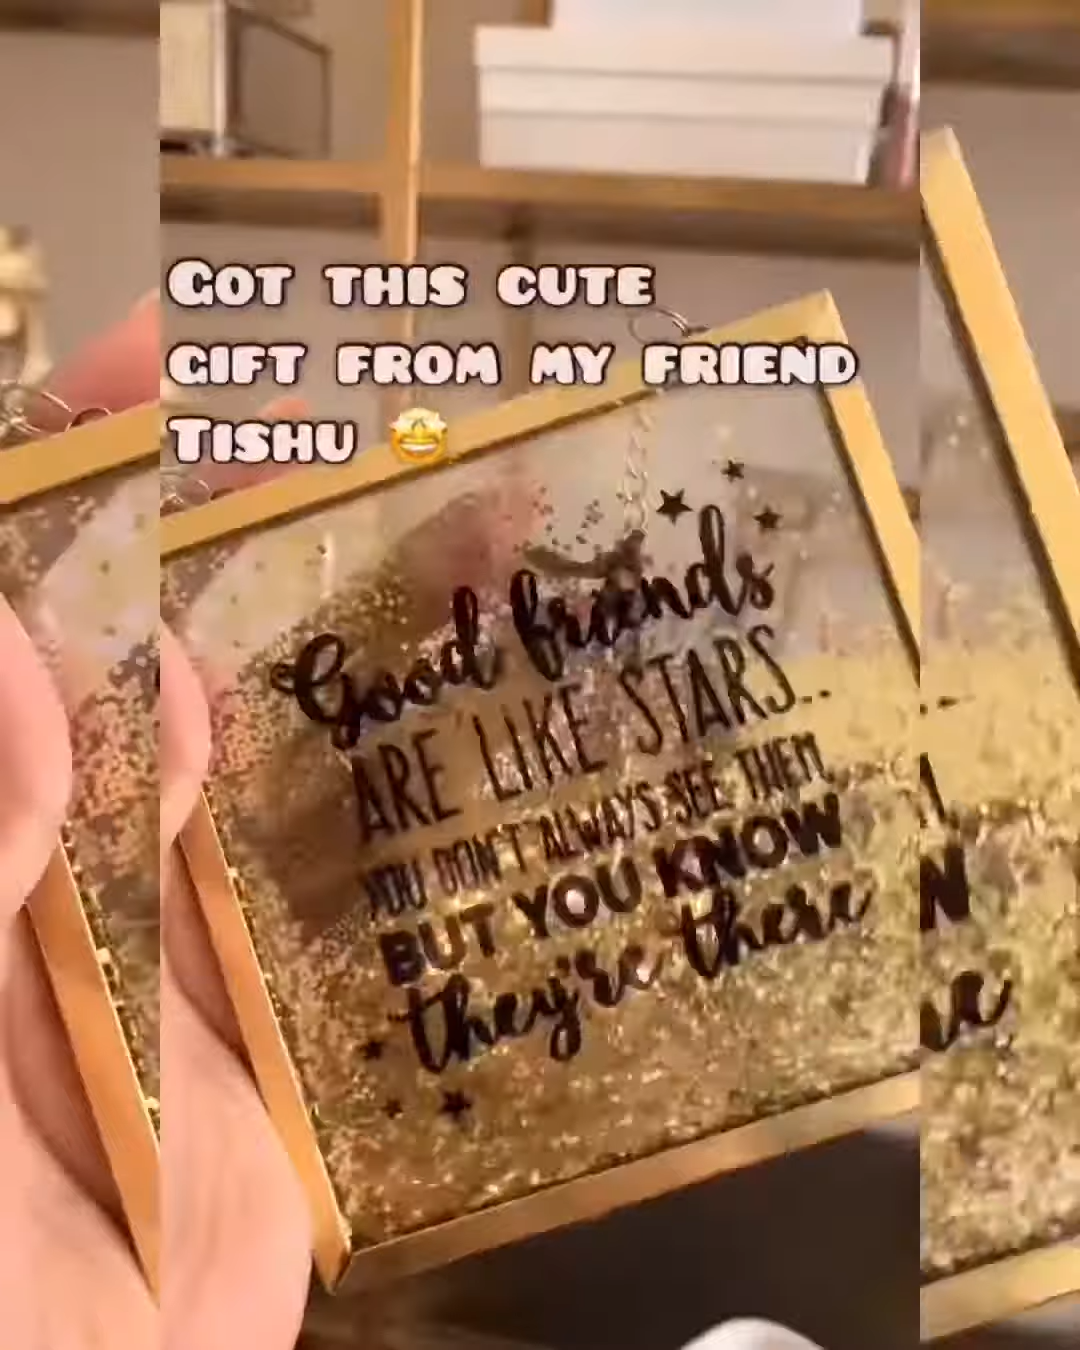 Got this cute
gift from my friend
Tishu 🤩
Good friends
ARE LIKE STARS...
YOU DON'T ALWAYS SEE THEM
BUT YOU KNOW
they're there